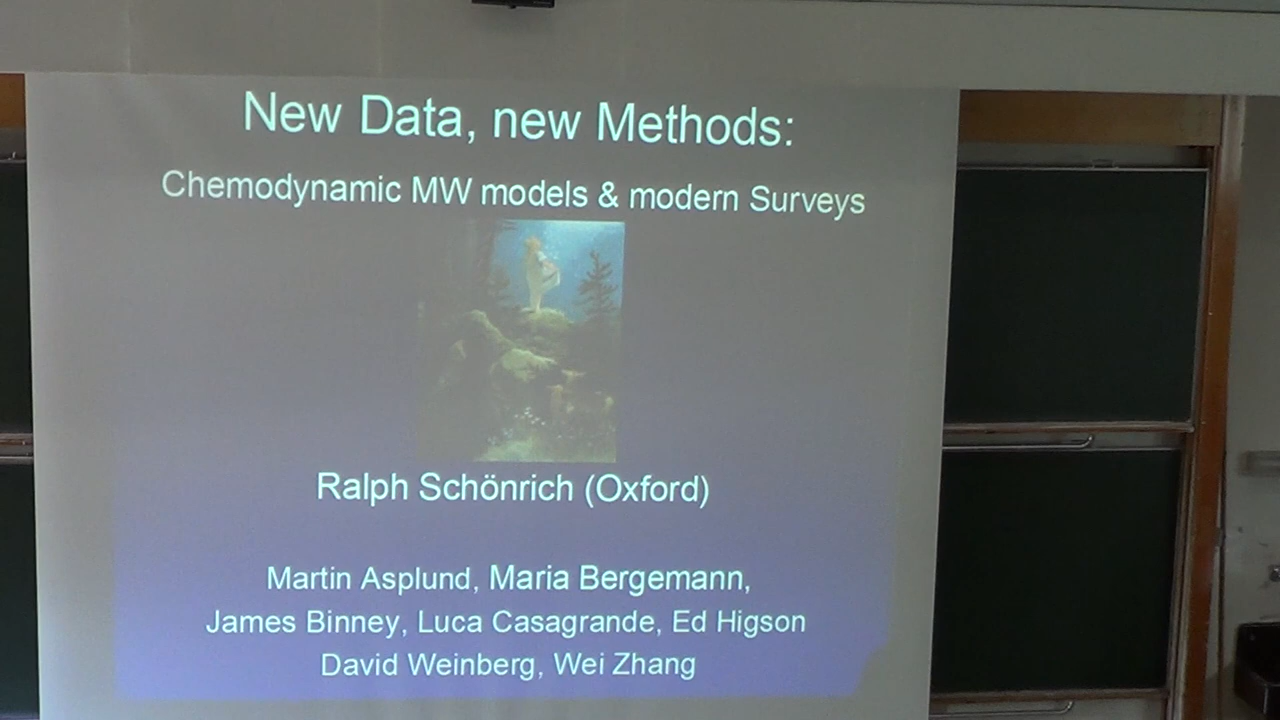 New Data, new Methods:
Chemodynamic MW models & modern Surveys
Ralph Schönrich (Oxford)
Martin Asplund, Maria Bergemann,
James Binney, Luca Casagrande, Ed Higson
David Weinberg, Wei Zhang